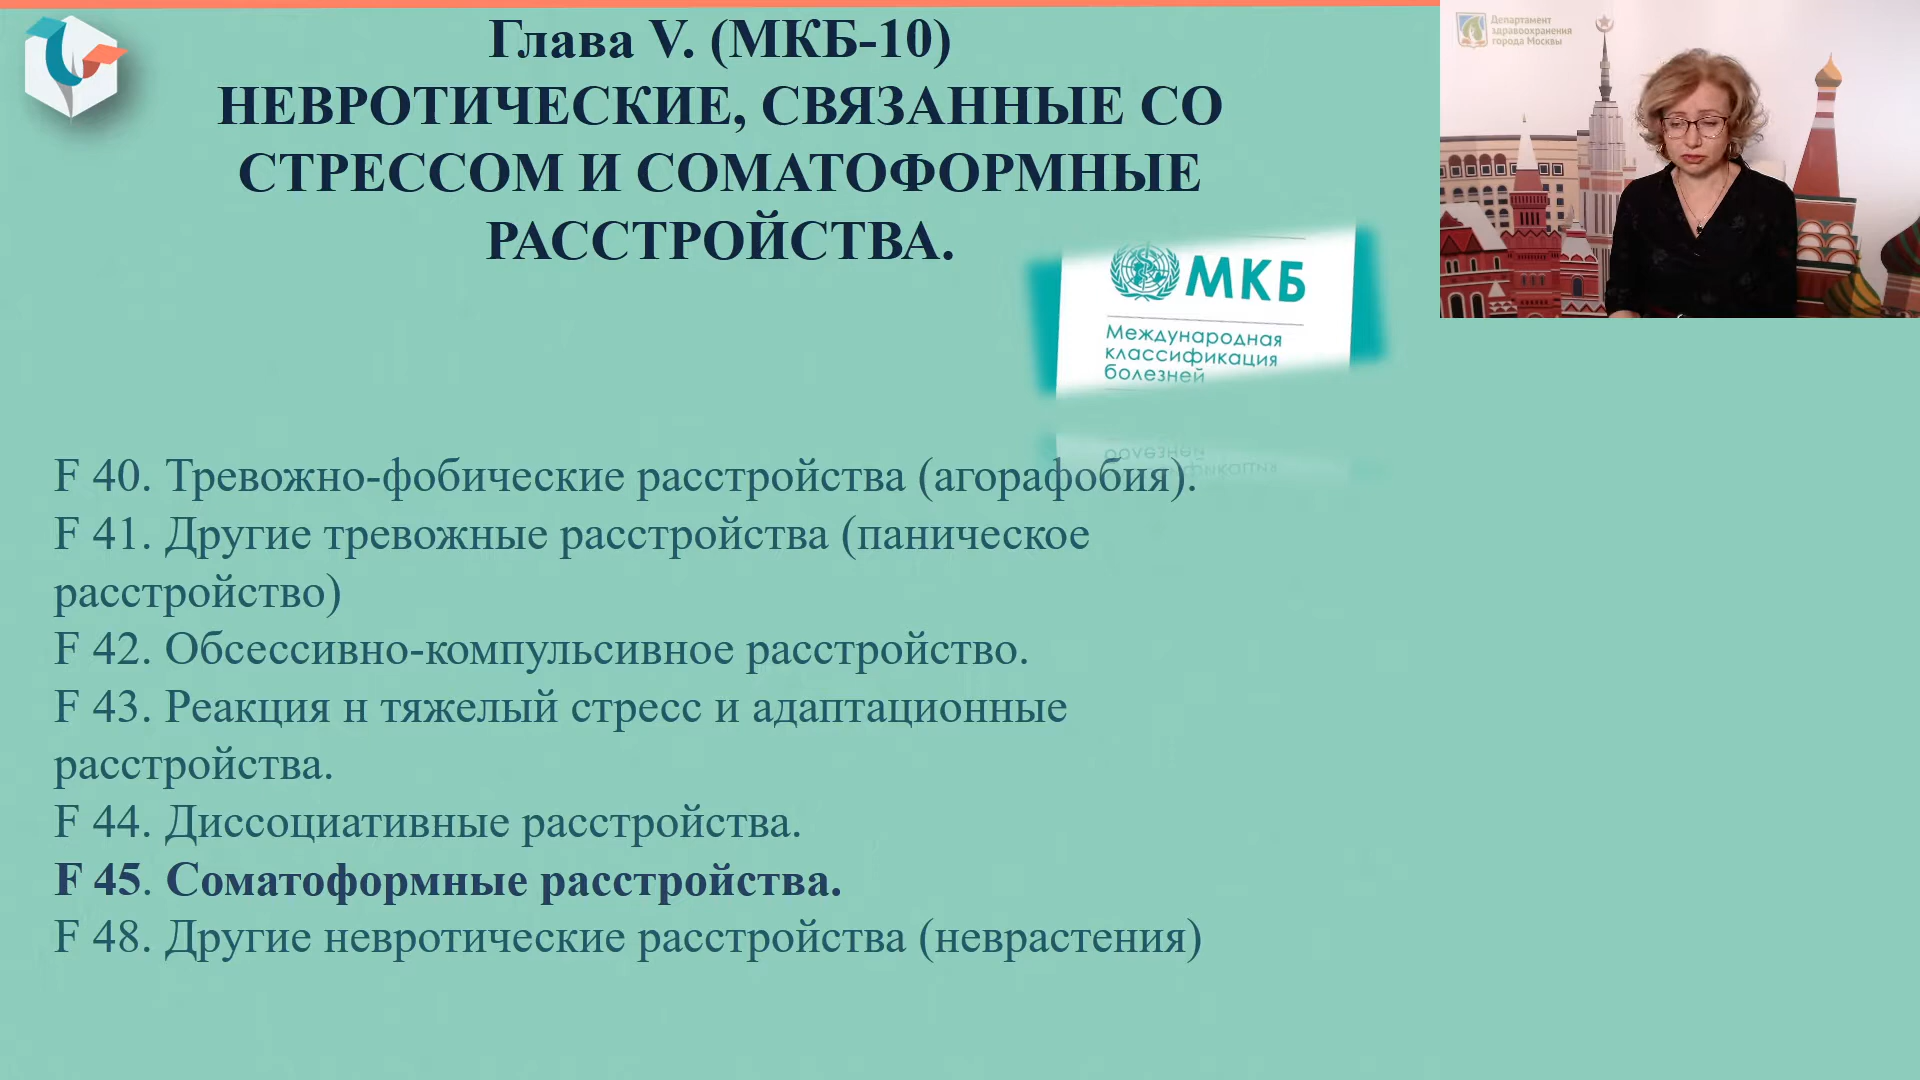 Глава V. (МКБ-10)
НЕВРОТИЧЕСКИЕ, СВЯЗАННЫЕ СО
СТРЕССОМ И СОМАТОФОРМНЫЕ
РАССТРОЙСТВА.
Департамент
здравоохранения
города Москвы
МКБ
Международная
классификация
болезней
F 40. Тревожно-фобические расстройства (агорафобия).
F 41. Другие тревожные расстройства (паническое
расстройство)
F 42. Обсессивно-компульсивное расстройство.
F 43. Реакция н тяжелый стресс и адаптационные
расстройства.
F 44. Диссоциативные расстройства.
F 45. Соматоформные расстройства.
F 48. Другие невротические расстройства (неврастения)